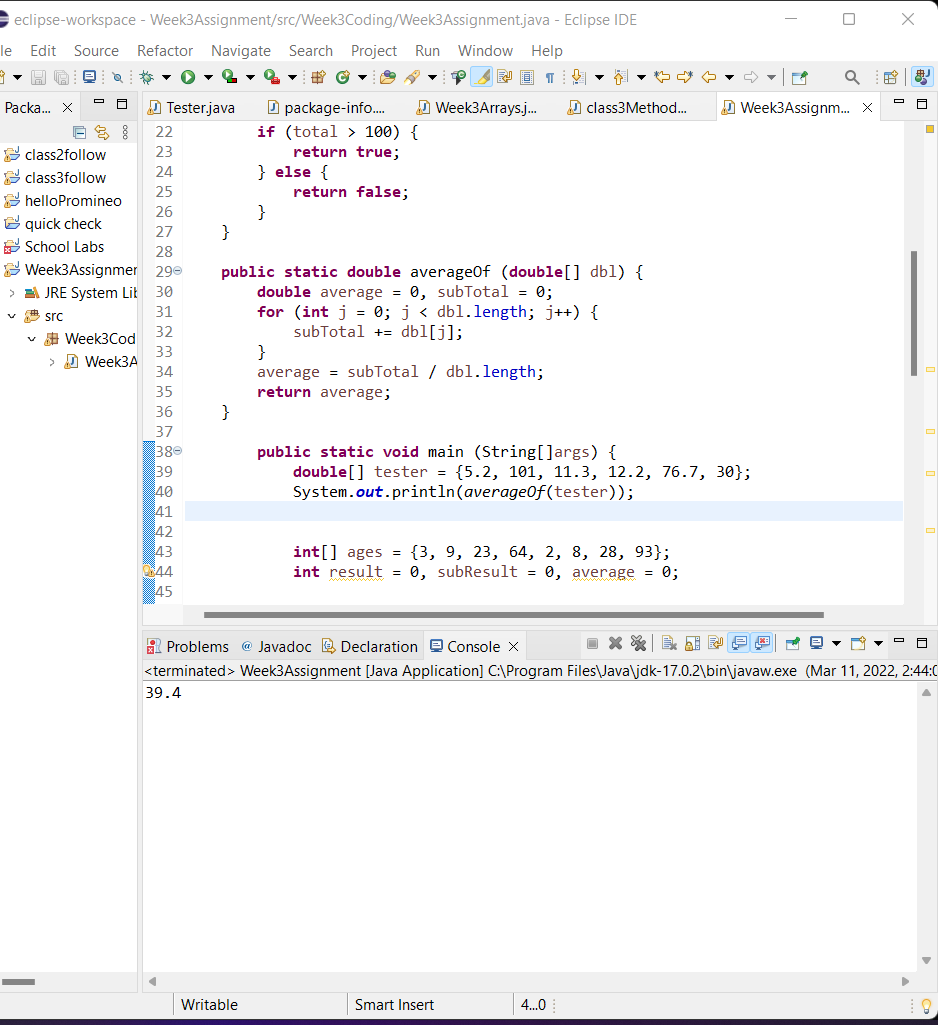 eclipse-workspace - Week3Assignment/src/Week3Coding/Week3Assignment.java - Eclipse IDE
le Edit Source Refactor Navigate Search Project Run Window Help
Packa...
Tester.java package-info.... Week3Arrays.j... class3Method... Week3Assignm...
class2follow
class3follow
helloPromineo
quick check
School Labs
Week3Assignmer
JRE System Lib
src
Week3Cod
Week3A
22 if (total > 100) {
23 return true;
24 } else {
25 return false;
26 }
27 }
28
29 public static double averageOf (double[] dbl) {
30 double average = 0, subTotal = 0;
31 for (int j = 0; j < dbl.length; j++) {
32 subTotal += dbl[j];
33 }
34 average = subTotal / dbl.length;
35 return average;
36 }
37
38 public static void main (String[]args) {
39 double[] tester = {5.2, 101, 11.3, 12.2, 76.7, 30};
40 System.out.println(averageOf(tester));
41
42
43 int[] ages = {3, 9, 23, 64, 2, 8, 28, 93};
44 int result = 0, subResult = 0, average = 0;
45
Problems @ Javadoc Declaration Console
<terminated> Week3Assignment [Java Application] C:\Program Files\Java\jdk-17.0.2\bin\javaw.exe (Mar 11, 2022, 2:44:0
39.4
Writable Smart Insert 4...0